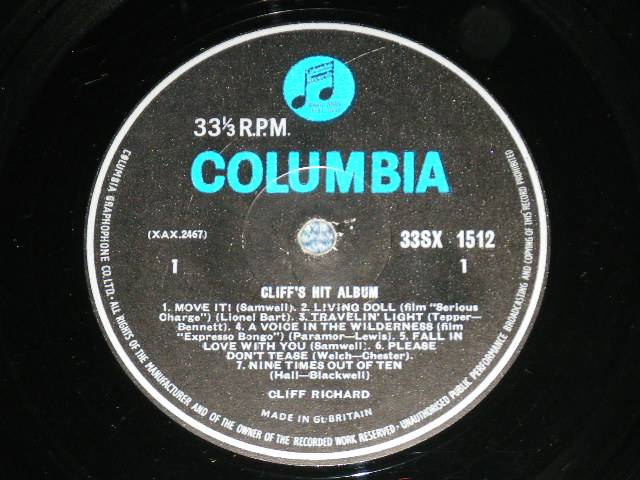 33⅓ R.P.M.
COLUMBIA
(XAX.2467)
33SX 1512
1
1
CLIFF'S HIT ALBUM
1. MOVE IT! (Samwell). 2. LIVING DOLL (film "Serious
Charge") (Lionel Bart). 3. TRAVELIN' LIGHT (Tepper—
Bennett). 4. A VOICE IN THE WILDERNESS (film
"Expresso Bongo") (Paramor—Lewis). 5. FALL IN
LOVE WITH YOU (Samwell). 6. PLEASE
DON'T TEASE (Welch—Chester).
7. NINE TIMES OUT OF TEN
(Hall—Blackwell)
CLIFF RICHARD
MADE IN Gt. BRITAIN
COLUMBIA GRAPHOPHONE CO. LTD. · ALL RIGHTS OF THE MANUFACTURER AND OF THE OWNER OF THE RECORDED WORK RESERVED · UNAUTHORISED PUBLIC PERFORMANCE BROADCASTING AND COPYING OF THIS RECORD PROHIBITED